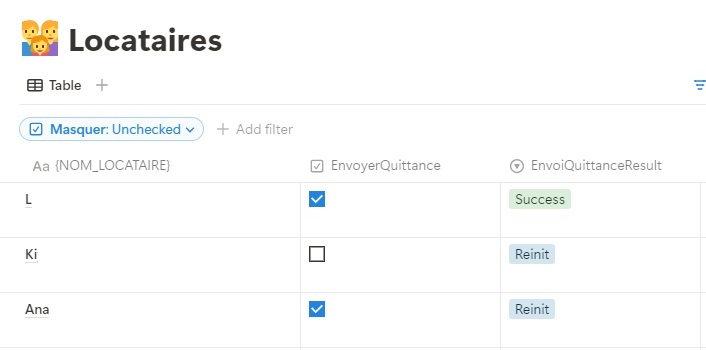 Locataires
Table
Masquer: Unchecked Add filter
Aa {NOM_LOCATAIRE} EnvoyerQuittance EnvoiQuittanceResult
L Success
Ki Reinit
Ana Reinit